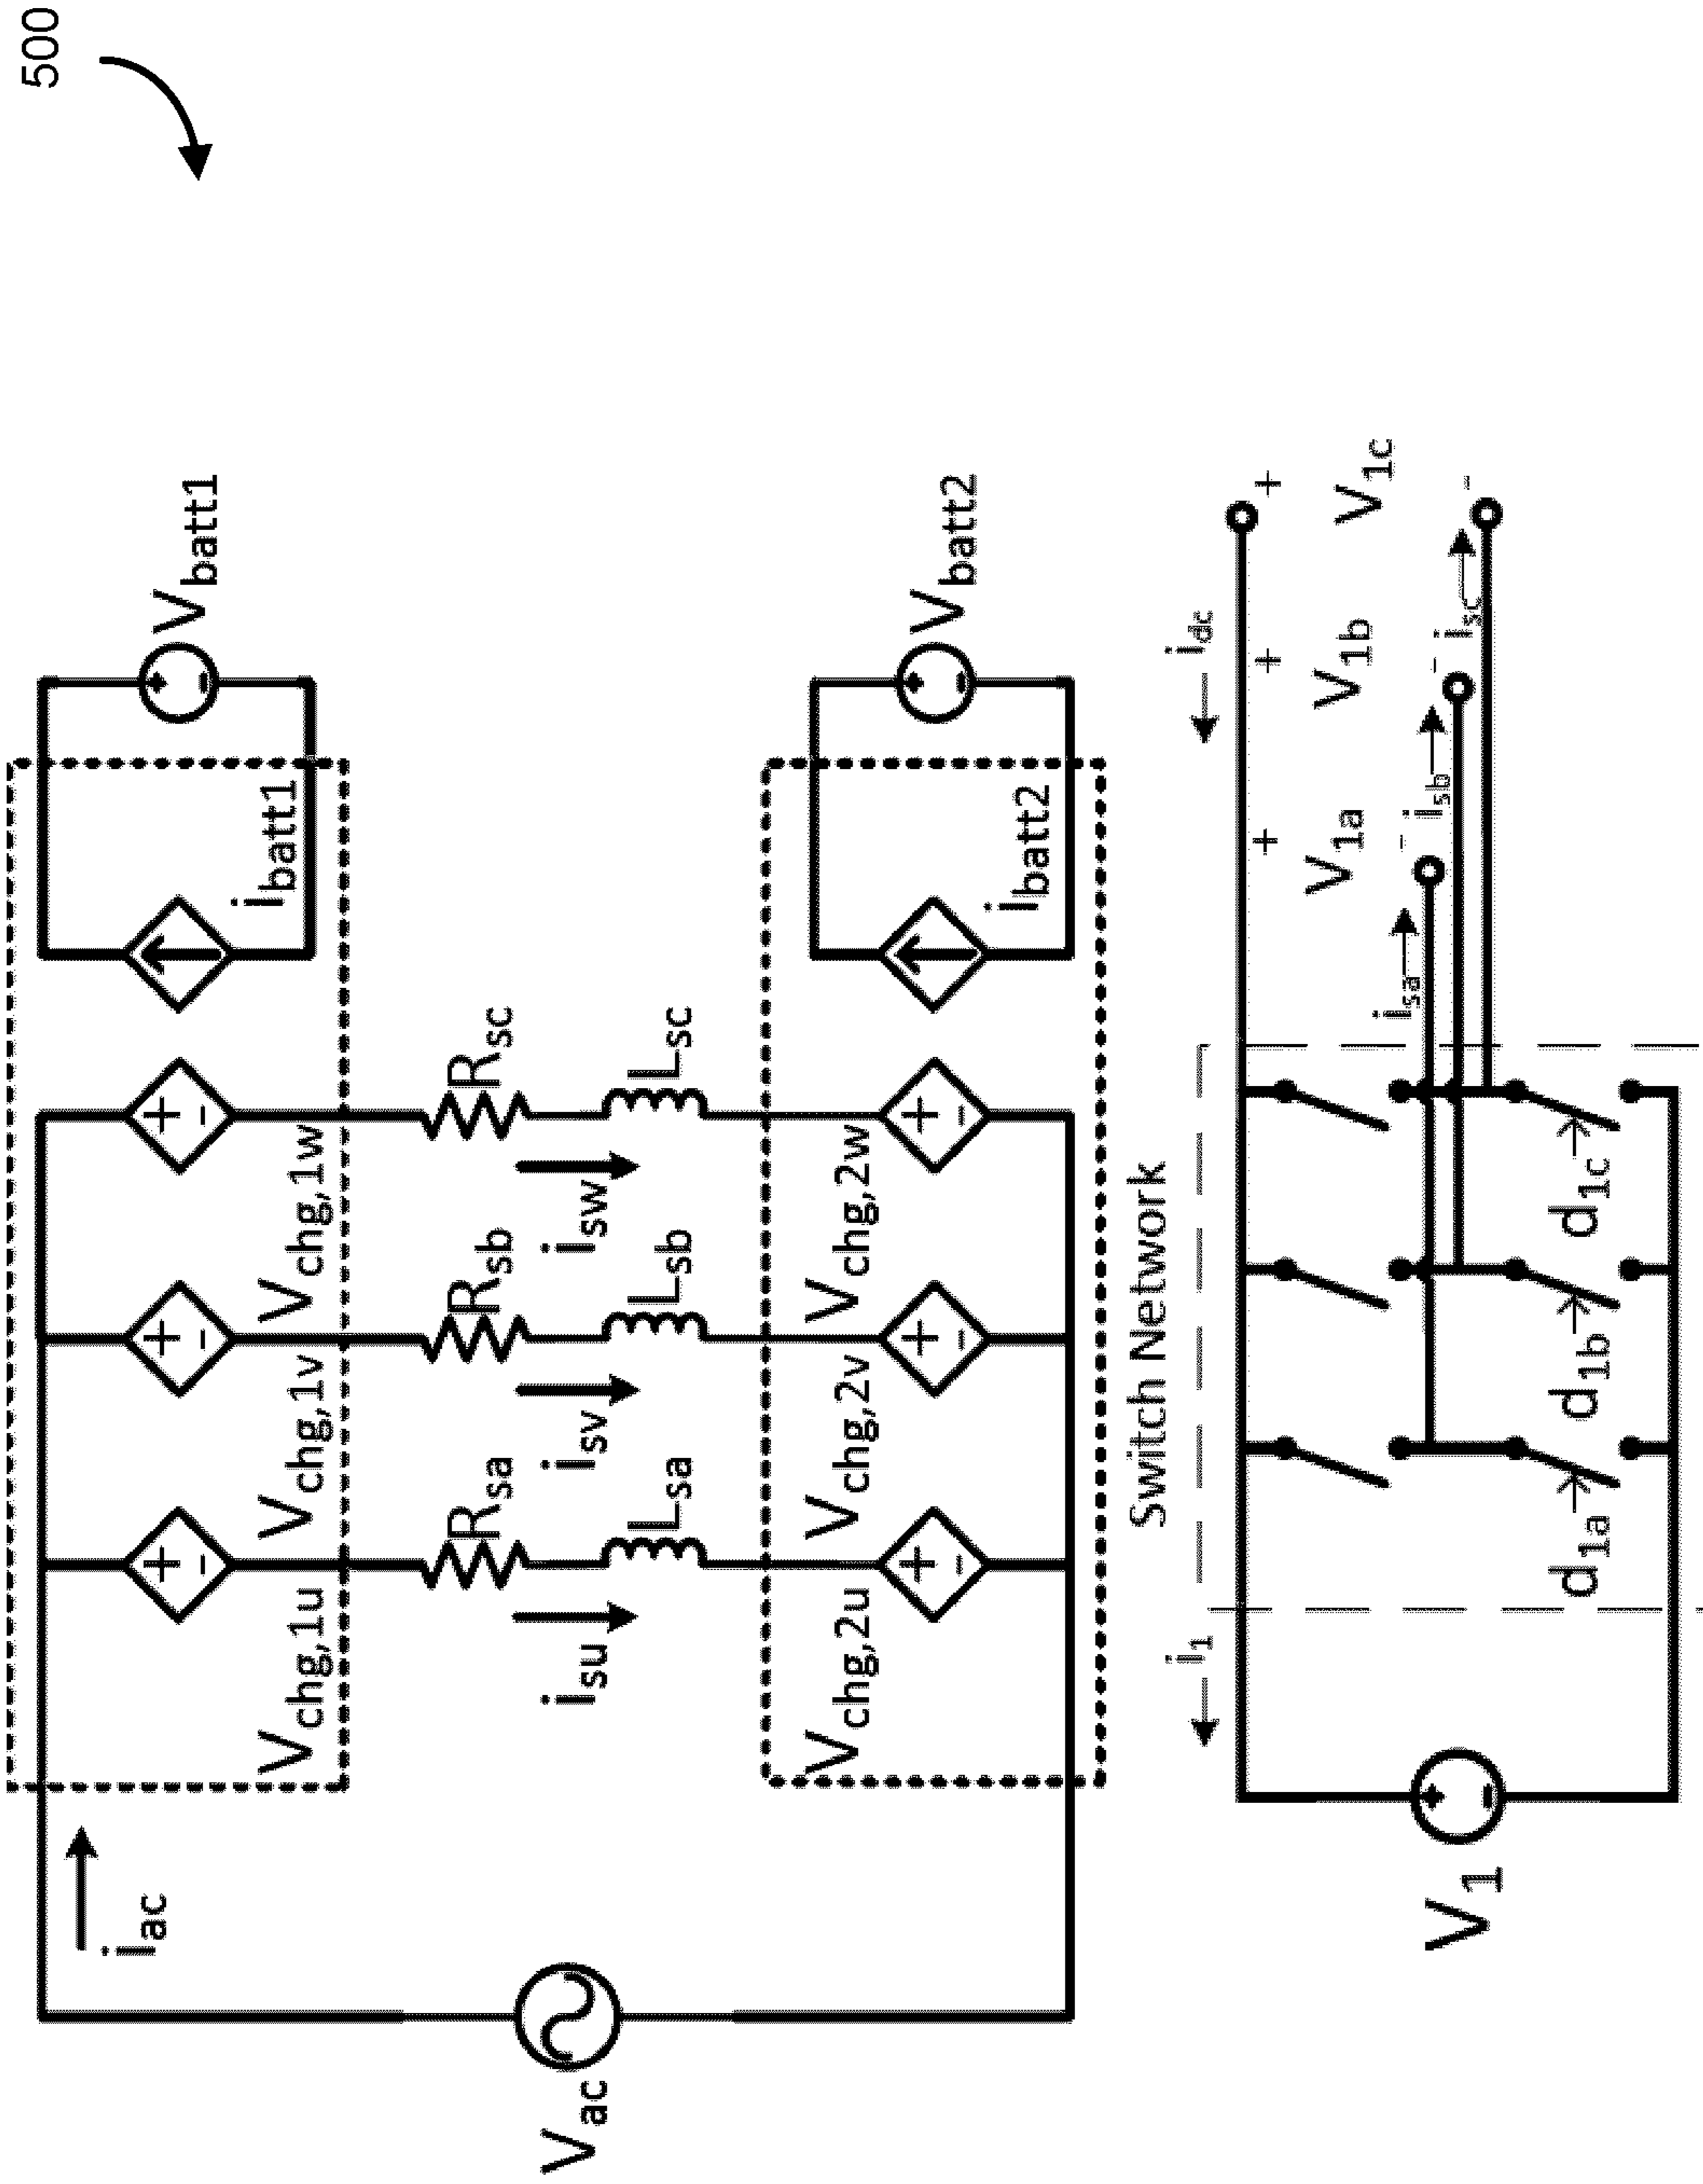 500
V_ac
i_ac
V_chg,1u
V_chg,1v
V_chg,1w
i_batt1
V_batt1
i_su
R_sa
L_sa
i_sv
R_sb
L_sb
i_sw
R_sc
L_sc
V_chg,2u
V_chg,2v
V_chg,2w
i_batt2
V_batt2
Switch Network
i_1
i_dc
V_1
d_1a
d_1b
d_1c
i_sa
V_1a
i_sb
V_1b
i_sc
V_1c